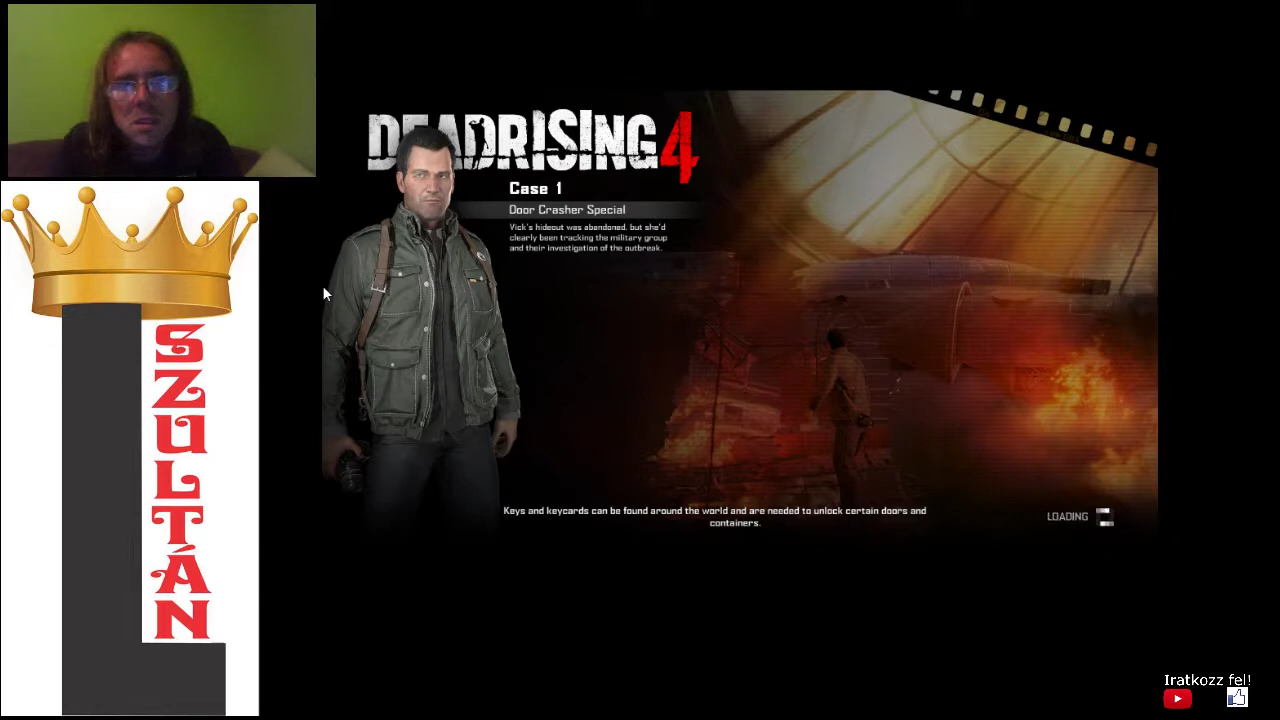 DEADRISING 4
Case 1
Door Crasher Special
Vick's hideout was abandoned, but she'd
clearly been tracking the military group
and their investigation of the outbreak.
Keys and keycards can be found around the world and are needed to unlock certain doors and
containers.
LOADING
L
SZULTÁN
Iratkozz fel!